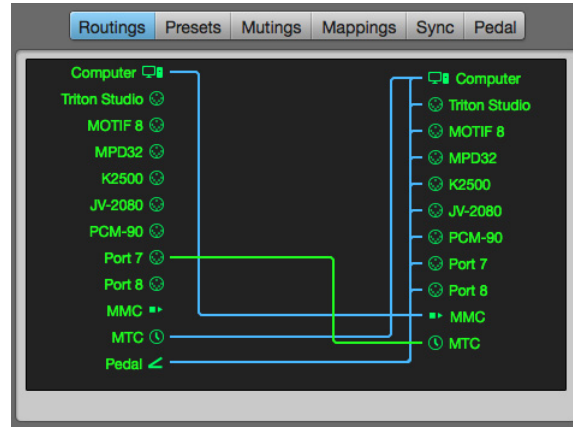 Routings Presets Mutings Mappings Sync Pedal
Computer
Triton Studio
MOTIF 8
MPD32
K2500
JV-2080
PCM-90
Port 7
Port 8
MMC
MTC
Pedal
Computer
Triton Studio
MOTIF 8
MPD32
K2500
JV-2080
PCM-90
Port 7
Port 8
MMC
MTC